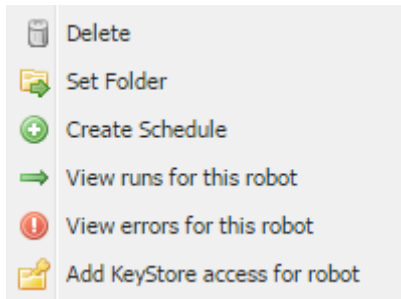 Delete
Set Folder
Create Schedule
View runs for this robot
View errors for this robot
Add KeyStore access for robot